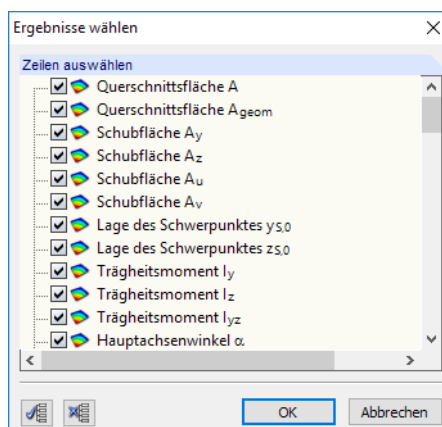 Ergebnisse wählen
Zeilen auswählen
Querschnittsfläche A
Querschnittsfläche Ageom
Schubfläche Ay
Schubfläche Az
Schubfläche Au
Schubfläche Av
Lage des Schwerpunktes yS,0
Lage des Schwerpunktes zS,0
Trägheitsmoment Iy
Trägheitsmoment Iz
Trägheitsmoment Iyz
Hauptachsenwinkel α
OK Abbrechen